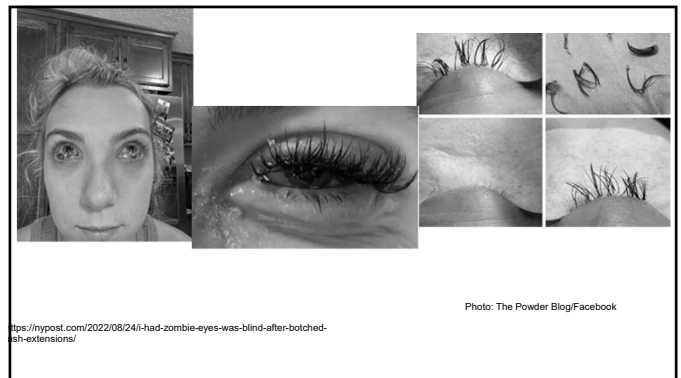 Photo: The Powder Blog/Facebook
ttps://nypost.com/2022/08/24/i-had-zombie-eyes-was-blind-after-botched-
ash-extensions/